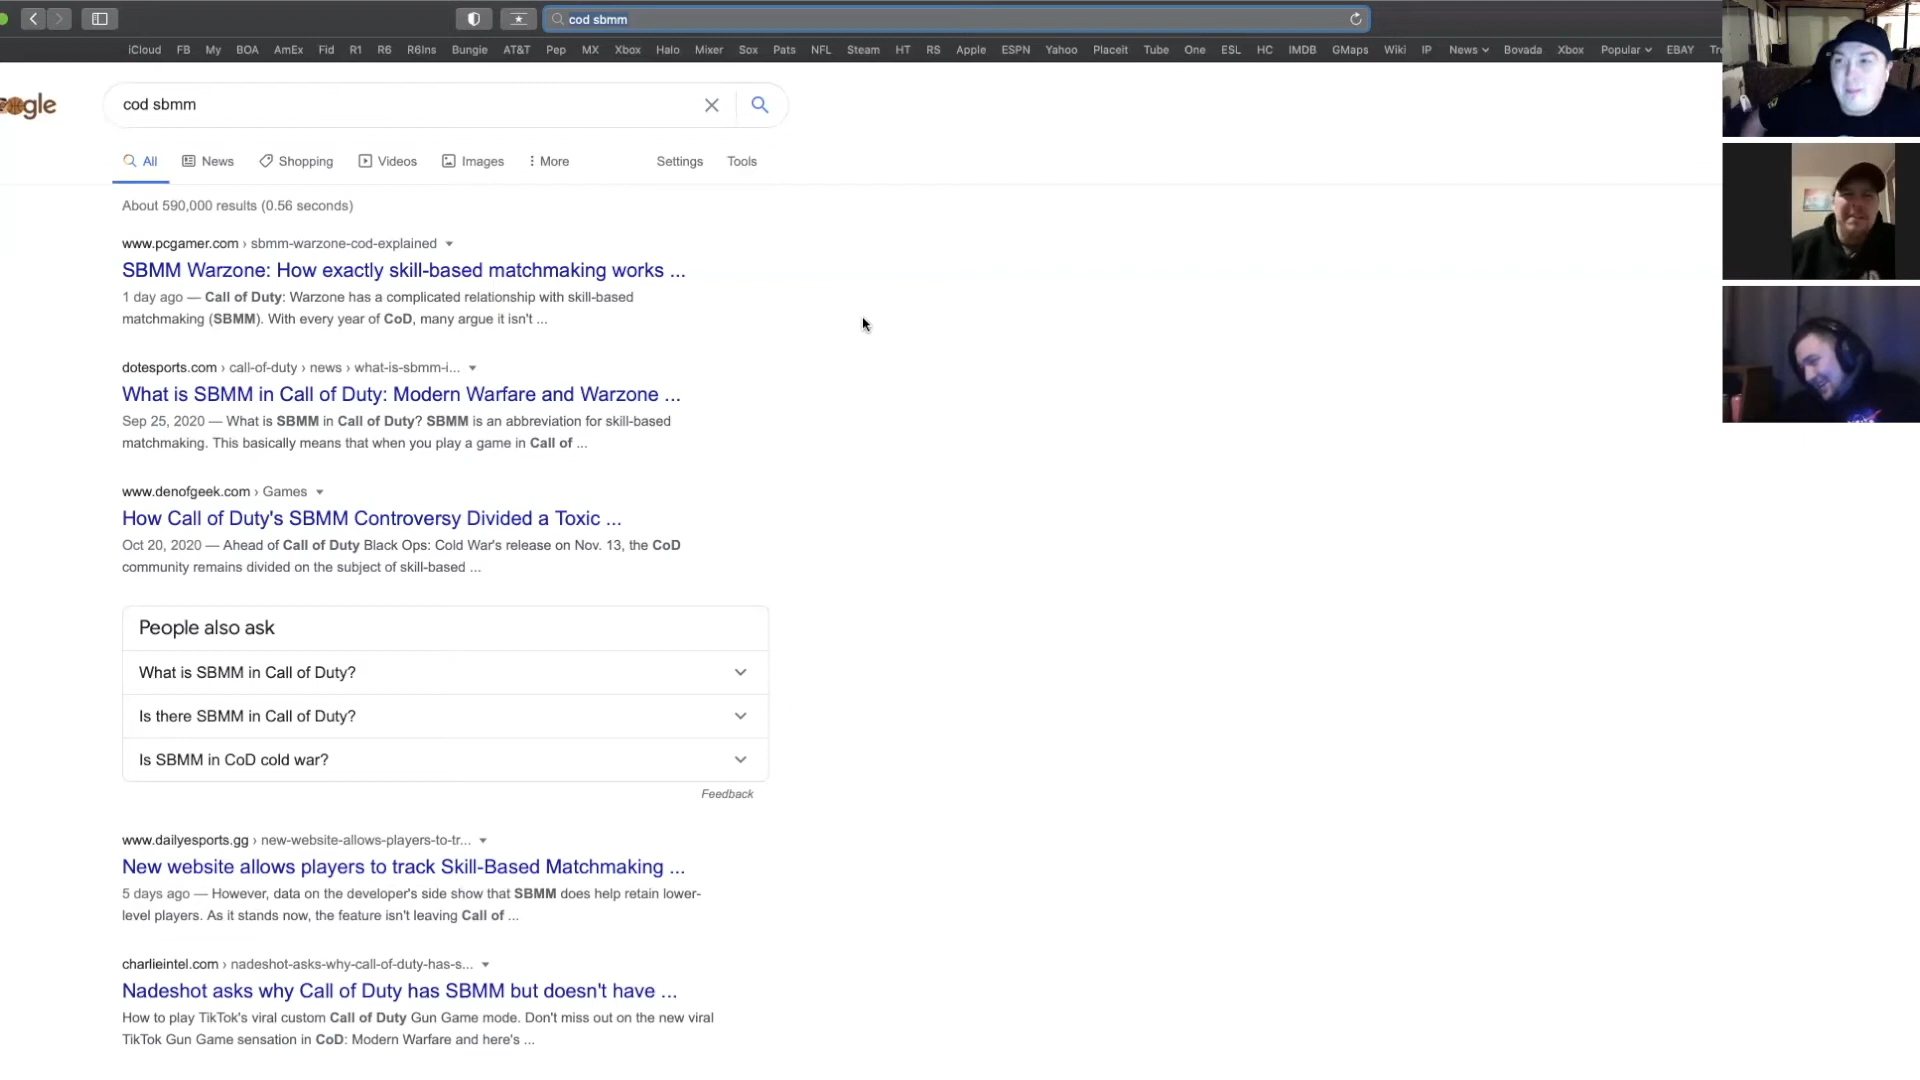 cod sbmm
iCloud FB My BOA AmEx Fid R1 R6 R6Ins Bungie AT&T Pep MX Xbox Halo Mixer Sox Pats NFL Steam HT RS Apple ESPN Yahoo Placeit Tube One ESL HC IMDB GMaps Wiki IP News Bovada Xbox Popular EBAY
cod sbmm
All News Shopping Videos Images More Settings Tools
About 590,000 results (0.56 seconds)
www.pcgamer.com › sbmm-warzone-cod-explained
SBMM Warzone: How exactly skill-based matchmaking works ...
1 day ago — Call of Duty: Warzone has a complicated relationship with skill-based
matchmaking (SBMM). With every year of CoD, many argue it isn't ...
dotesports.com › call-of-duty › news › what-is-sbmm-i...
What is SBMM in Call of Duty: Modern Warfare and Warzone ...
Sep 25, 2020 — What is SBMM in Call of Duty? SBMM is an abbreviation for skill-based
matchmaking. This basically means that when you play a game in Call of ...
www.denofgeek.com › Games
How Call of Duty's SBMM Controversy Divided a Toxic ...
Oct 20, 2020 — Ahead of Call of Duty Black Ops: Cold War's release on Nov. 13, the CoD
community remains divided on the subject of skill-based ...
People also ask
What is SBMM in Call of Duty?
Is there SBMM in Call of Duty?
Is SBMM in CoD cold war?
Feedback
www.dailyesports.gg › new-website-allows-players-to-tr...
New website allows players to track Skill-Based Matchmaking ...
5 days ago — However, data on the developer's side show that SBMM does help retain lower-
level players. As it stands now, the feature isn't leaving Call of ...
charlieintel.com › nadeshot-asks-why-call-of-duty-has-s...
Nadeshot asks why Call of Duty has SBMM but doesn't have ...
How to play TikTok's viral custom Call of Duty Gun Game mode. Don't miss out on the new viral
TikTok Gun Game sensation in CoD: Modern Warfare and here's ...